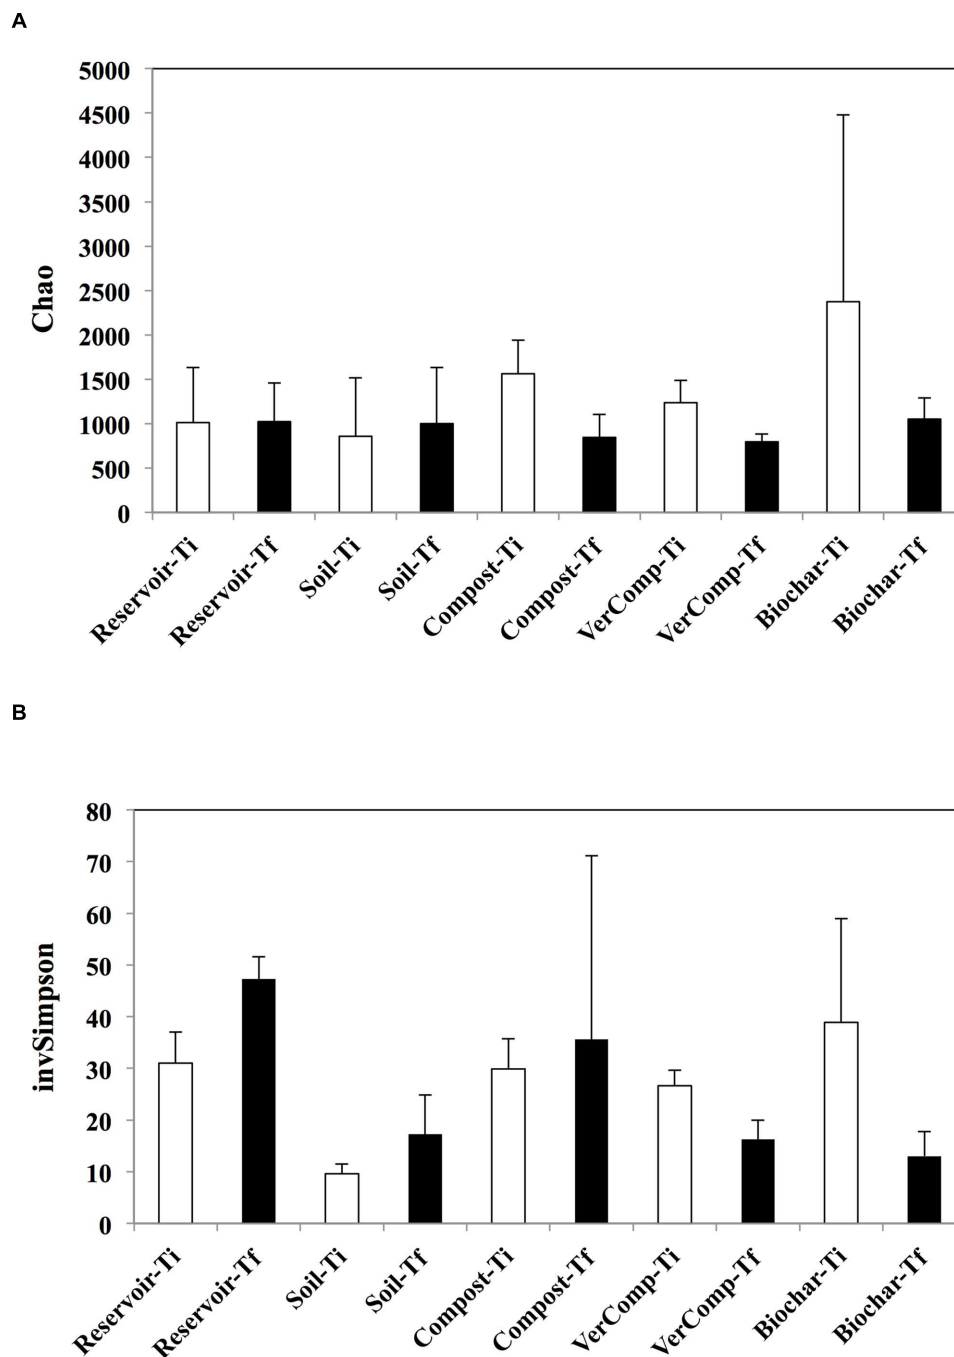 A
5000
4500
4000
3500
3000
2500
2000
1500
1000
500
0
Chao
Reservoir-Ti
Reservoir-Tf
Soil-Ti
Soil-Tf
Compost-Ti
Compost-Tf
VerComp-Ti
VerComp-Tf
Biochar-Ti
Biochar-Tf
B
80
70
60
50
40
30
20
10
0
invSimpson
Reservoir-Ti
Reservoir-Tf
Soil-Ti
Soil-Tf
Compost-Ti
Compost-Tf
VerComp-Ti
VerComp-Tf
Biochar-Ti
Biochar-Tf